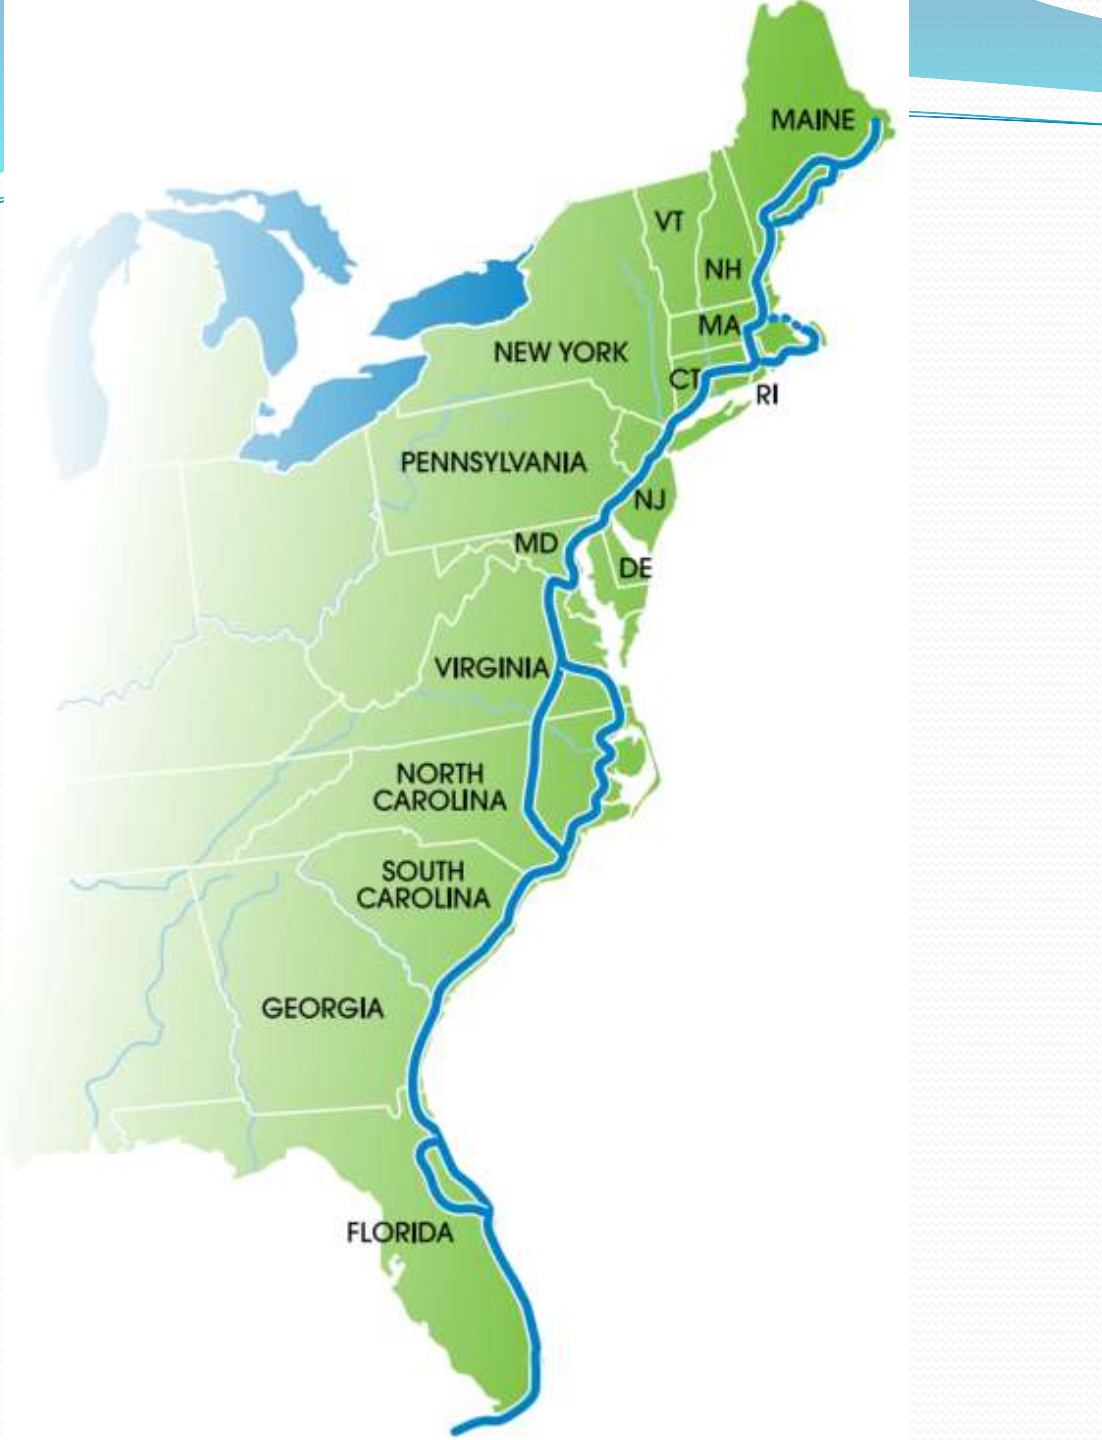 MAINE
VT
NH
MA
NEW YORK
CT
RI
PENNSYLVANIA
NJ
MD
DE
VIRGINIA
NORTH
CAROLINA
SOUTH
CAROLINA
GEORGIA
FLORIDA